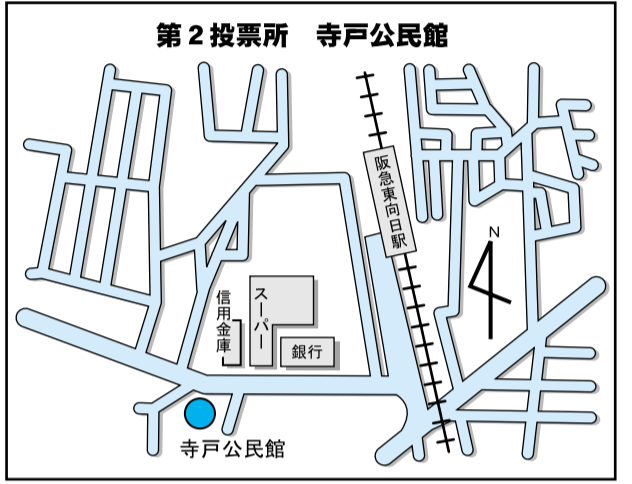 第2投票所　寺戸公民館
阪急東向日駅
N
信用金庫
スーパー
銀行
寺戸公民館